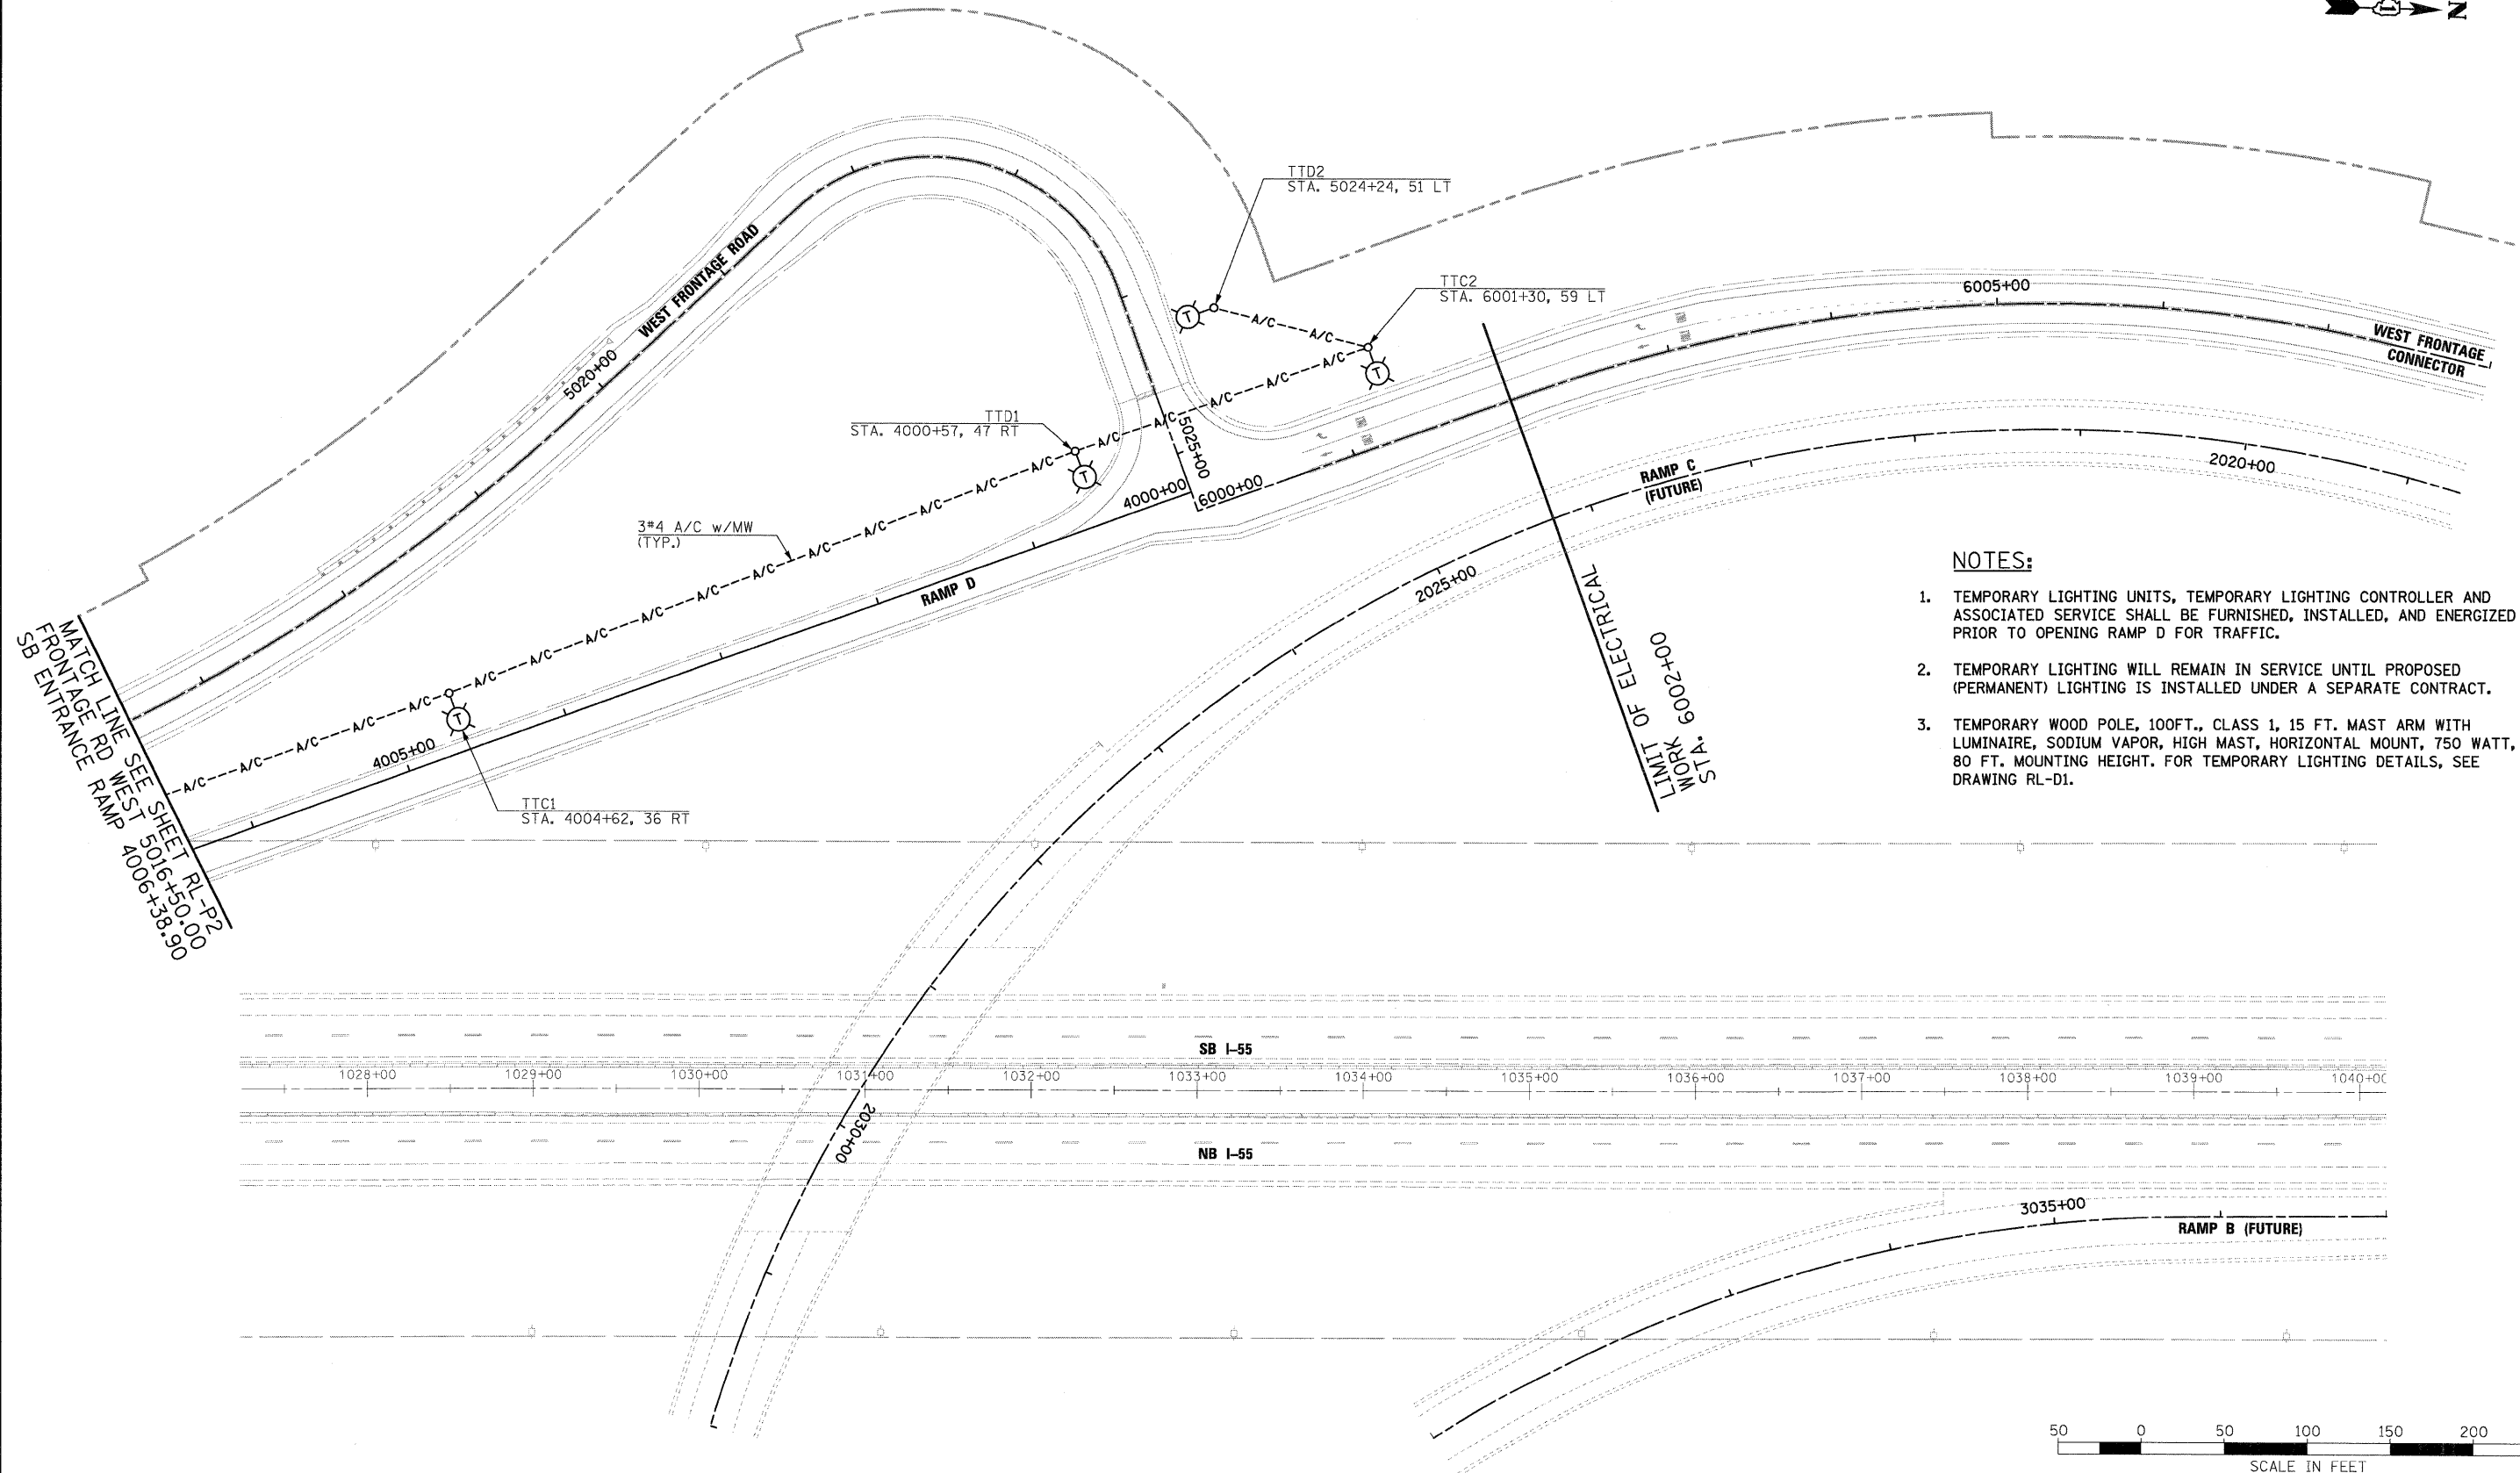 N
TTD2
STA. 5024+24, 51 LT
TTC2
STA. 6001+30, 59 LT
6005+00
WEST FRONTAGE
CONNECTOR
WEST FRONTAGE ROAD
5020+00
A/C A/C
A/C A/C A/C
TTD1
STA. 4000+57, 47 RT
A/C A/C
5025+00
4000+00
6000+00
3#4 A/C w/MW
(TYP.)
A/C A/C A/C A/C A/C A/C A/C A/C A/C A/C
T
T
T
T
RAMP D
RAMP C
(FUTURE)
2020+00
2025+00
LIMIT OF ELECTRICAL
WORK
STA. 6002+00
NOTES:
1. TEMPORARY LIGHTING UNITS, TEMPORARY LIGHTING CONTROLLER AND
ASSOCIATED SERVICE SHALL BE FURNISHED, INSTALLED, AND ENERGIZED
PRIOR TO OPENING RAMP D FOR TRAFFIC.
2. TEMPORARY LIGHTING WILL REMAIN IN SERVICE UNTIL PROPOSED
(PERMANENT) LIGHTING IS INSTALLED UNDER A SEPARATE CONTRACT.
3. TEMPORARY WOOD POLE, 100FT., CLASS 1, 15 FT. MAST ARM WITH
LUMINAIRE, SODIUM VAPOR, HIGH MAST, HORIZONTAL MOUNT, 750 WATT,
80 FT. MOUNTING HEIGHT. FOR TEMPORARY LIGHTING DETAILS, SEE
DRAWING RL-D1.
MATCH LINE SEE SHEET RL-P2
FRONTAGE RD WEST 5016+50.00
SB ENTRANCE RAMP 4006+38.90
A/C A/C A/C A/C A/C
4005+00
TTC1
STA. 4004+62, 36 RT
SB I-55
1028+00 1029+00 1030+00 1031+00 1032+00 1033+00 1034+00 1035+00 1036+00 1037+00 1038+00 1039+00 1040+00
2030+00
NB I-55
3035+00
RAMP B (FUTURE)
50 0 50 100 150 200
SCALE IN FEET